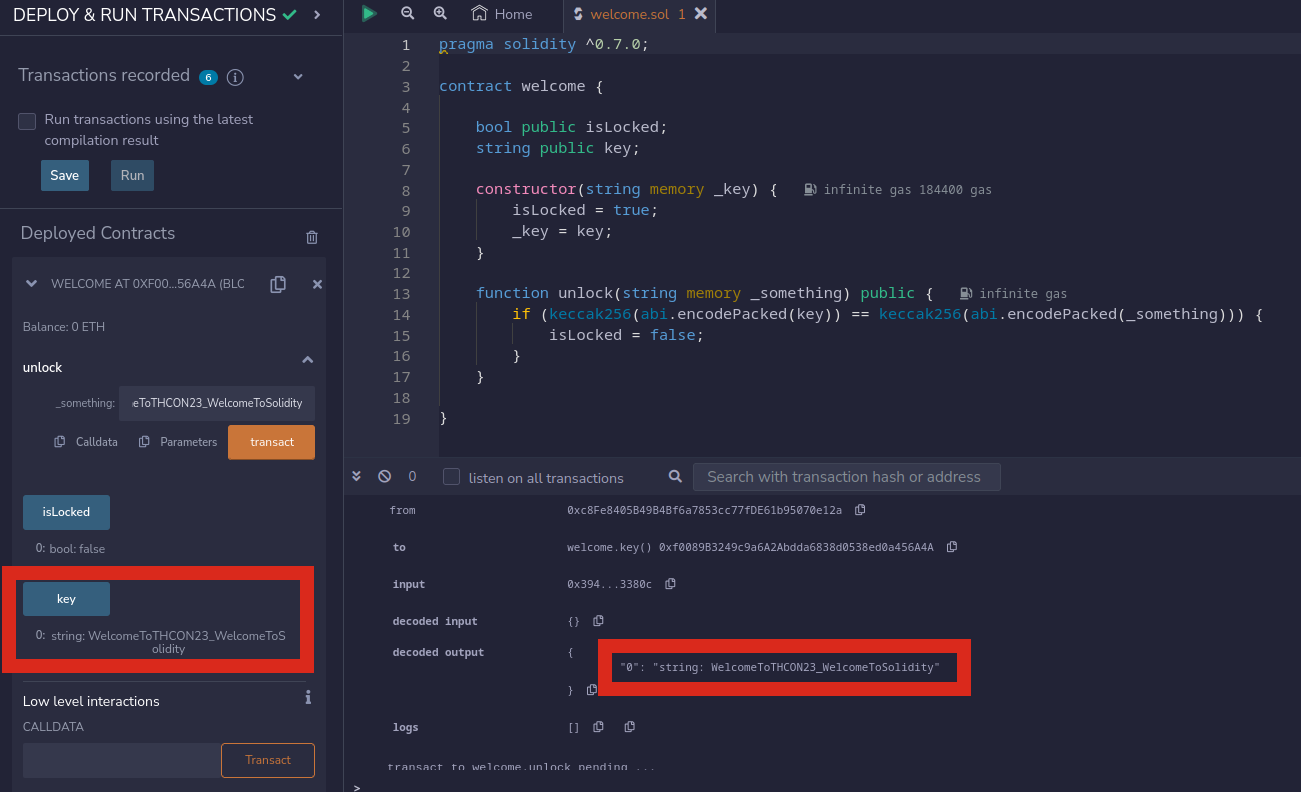 DEPLOY & RUN TRANSACTIONS
Transactions recorded 6
Run transactions using the latest
compilation result
Save Run
Deployed Contracts
WELCOME AT 0XF00...56A4A (BLC
Balance: 0 ETH
unlock
_something: eToTHCON23_WelcomeToSolidity
Calldata Parameters transact
isLocked
0: bool: false
key
0: string: WelcomeToTHCON23_WelcomeToS
olidity
Low level interactions
CALLDATA
Transact
Home welcome.sol 1
1 pragma solidity ^0.7.0;
2
3 contract welcome {
4
5 bool public isLocked;
6 string public key;
7
8 constructor(string memory _key) { infinite gas 184400 gas
9 isLocked = true;
10 _key = key;
11 }
12
13 function unlock(string memory _something) public { infinite gas
14 if (keccak256(abi.encodePacked(key)) == keccak256(abi.encodePacked(_something))) {
15 isLocked = false;
16 }
17 }
18
19 }
0 listen on all transactions Search with transaction hash or address
from 0xc8Fe8405B49B4Bf6a7853cc77fDE61b95070e12a
to welcome.key() 0xf0089B3249c9a6A2Abdda6838d0538ed0a456A4A
input 0x394...3380c
decoded input {}
decoded output {
"0": "string: WelcomeToTHCON23_WelcomeToSolidity"
}
logs []
transact to welcome.unlock pending ...
>